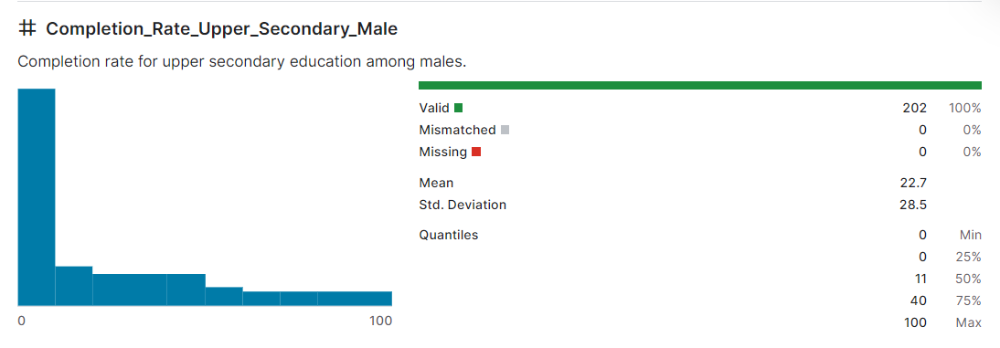 # Completion_Rate_Upper_Secondary_Male
Completion rate for upper secondary education among males.
0 100
Valid 202 100%
Mismatched 0 0%
Missing 0 0%
Mean 22.7
Std. Deviation 28.5
Quantiles 0 Min
0 25%
11 50%
40 75%
100 Max